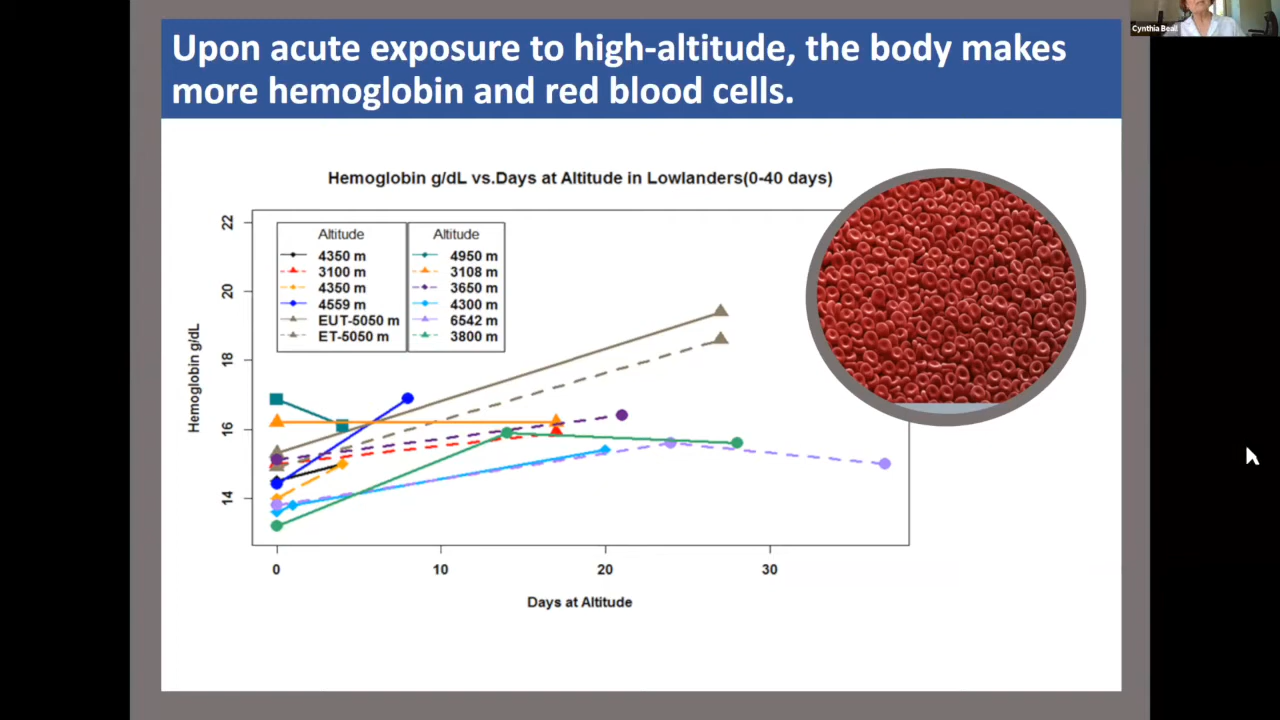 Cynthia Beall
Upon acute exposure to high-altitude, the body makes
more hemoglobin and red blood cells.
Hemoglobin g/dL vs.Days at Altitude in Lowlanders(0-40 days)
Altitude
4350 m
3100 m
4350 m
4559 m
EUT-5050 m
ET-5050 m
Altitude
4950 m
3108 m
3650 m
4300 m
6542 m
3800 m
Hemoglobin g/dL
22
20
18
16
14
0
10
20
30
Days at Altitude